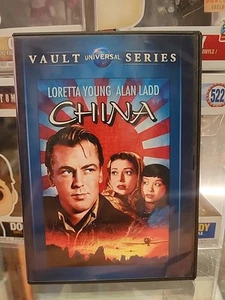 VAULT UNIVERSAL SERIES
LORETTA YOUNG ALAN LADD
CHINA
522